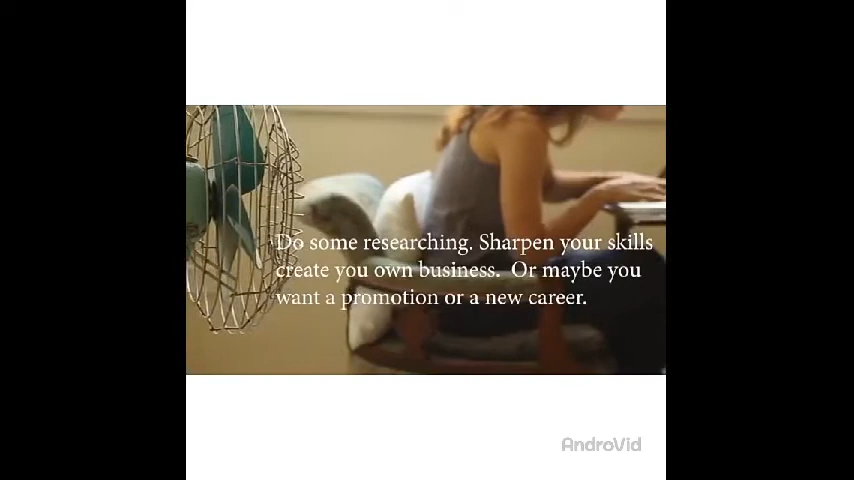 Do some researching. Sharpen your skills
create you own business. Or maybe you
want a promotion or a new career.
AndroVid